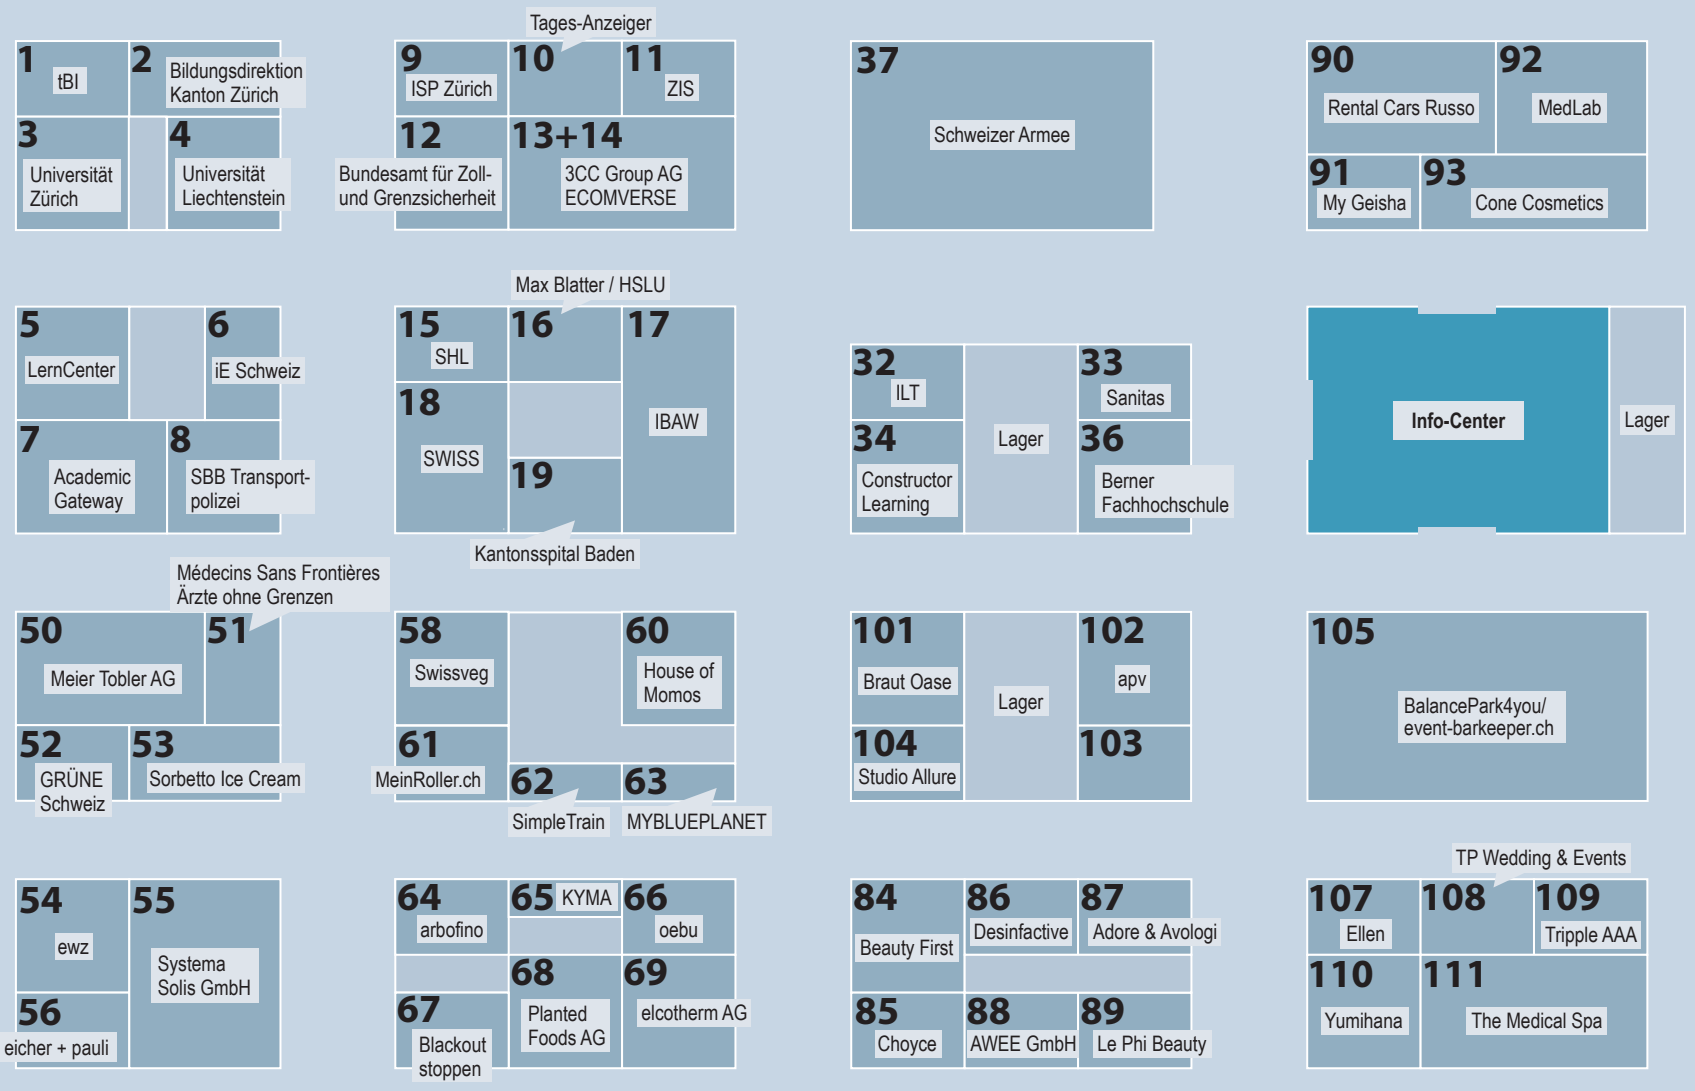 1
tBI
2
Bildungsdirektion
Kanton Zürich
3
Universität
Zürich
4
Universität
Liechtenstein
9
ISP Zürich
Tages-Anzeiger
10
11
ZIS
12
Bundesamt für Zoll-
und Grenzsicherheit
13+14
3CC Group AG
ECOMVERSE
37
Schweizer Armee
90
Rental Cars Russo
92
MedLab
91
My Geisha
93
Cone Cosmetics
5
LernCenter
6
iE Schweiz
7
Academic
Gateway
8
SBB Transport-
polizei
15
SHL
Max Blatter / HSLU
16
17
IBAW
18
SWISS
19
Kantonsspital Baden
32
ILT
33
Sanitas
34
Constructor
Learning
Lager
36
Berner
Fachhochschule
Info-Center
Lager
50
Meier Tobler AG
Médecins Sans Frontières
Ärzte ohne Grenzen
51
52
GRÜNE
Schweiz
53
Sorbetto Ice Cream
58
Swissveg
60
House of
Momos
61
MeinRoller.ch
62
SimpleTrain
63
MYBLUEPLANET
101
Braut Oase
Lager
102
apv
104
Studio Allure
103
105
BalancePark4you/
event-barkeeper.ch
54
ewz
55
Systema
Solis GmbH
56
eicher + pauli
64
arbofino
65
KYMA
66
oebu
67
Blackout
stoppen
68
Planted
Foods AG
69
elcotherm AG
84
Beauty First
86
Desinfactive
87
Adore & Avologi
85
Choyce
88
AWEE GmbH
89
Le Phi Beauty
TP Wedding & Events
107
Ellen
108
109
Tripple AAA
110
Yumihana
111
The Medical Spa